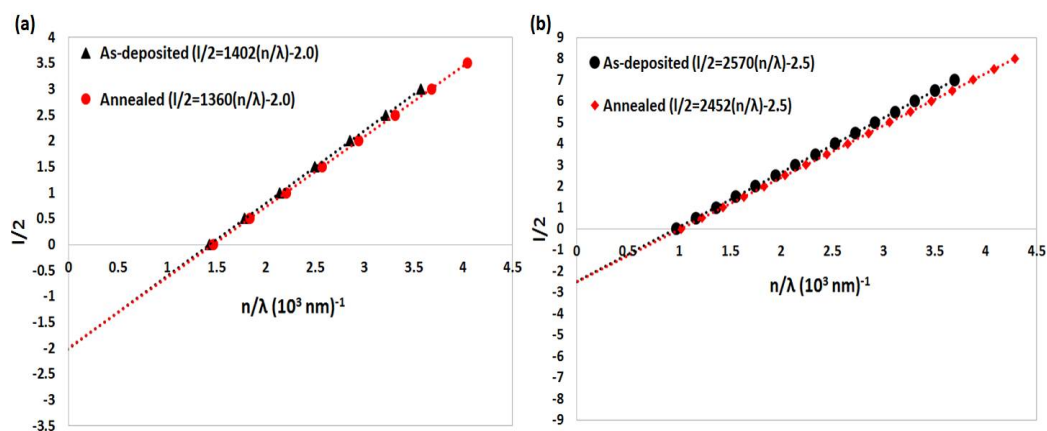 (a)
4
3.5
3
2.5
2
1.5
1
0.5
0
-0.5
-1
-1.5
-2
-2.5
-3
-3.5
l/2
As-deposited (l/2=1402(n/λ)-2.0)
Annealed (l/2=1360(n/λ)-2.0)
0 0.5 1 1.5 2 2.5 3 3.5 4 4.5
n/λ (10³ nm)⁻¹
(b)
9
8
7
6
5
4
3
2
1
0
-1
-2
-3
-4
-5
-6
-7
-8
-9
l/2
As-deposited (l/2=2570(n/λ)-2.5)
Annealed (l/2=2452(n/λ)-2.5)
0 0.5 1 1.5 2 2.5 3 3.5 4 4.5
n/λ (10³ nm)⁻¹